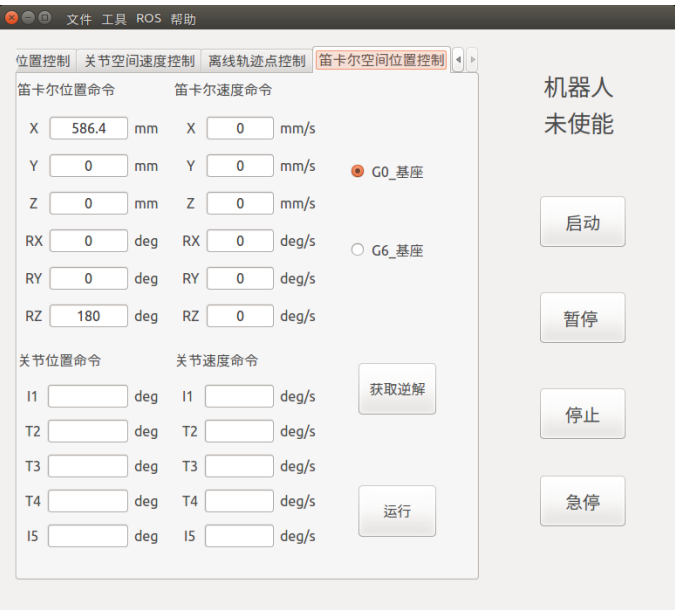 文件 工具 ROS 帮助
位置控制 关节空间速度控制 离线轨迹点控制 笛卡尔空间位置控制
笛卡尔位置命令 笛卡尔速度命令
X 586.4 mm X 0 mm/s
Y 0 mm Y 0 mm/s
Z 0 mm Z 0 mm/s
RX 0 deg RX 0 deg/s
RY 0 deg RY 0 deg/s
RZ 180 deg RZ 0 deg/s
G0_基座
G6_基座
关节位置命令 关节速度命令
I1 deg I1 deg/s
T2 deg T2 deg/s
T3 deg T3 deg/s
T4 deg T4 deg/s
I5 deg I5 deg/s
获取逆解
运行
机器人
未使能
启动
暂停
停止
急停